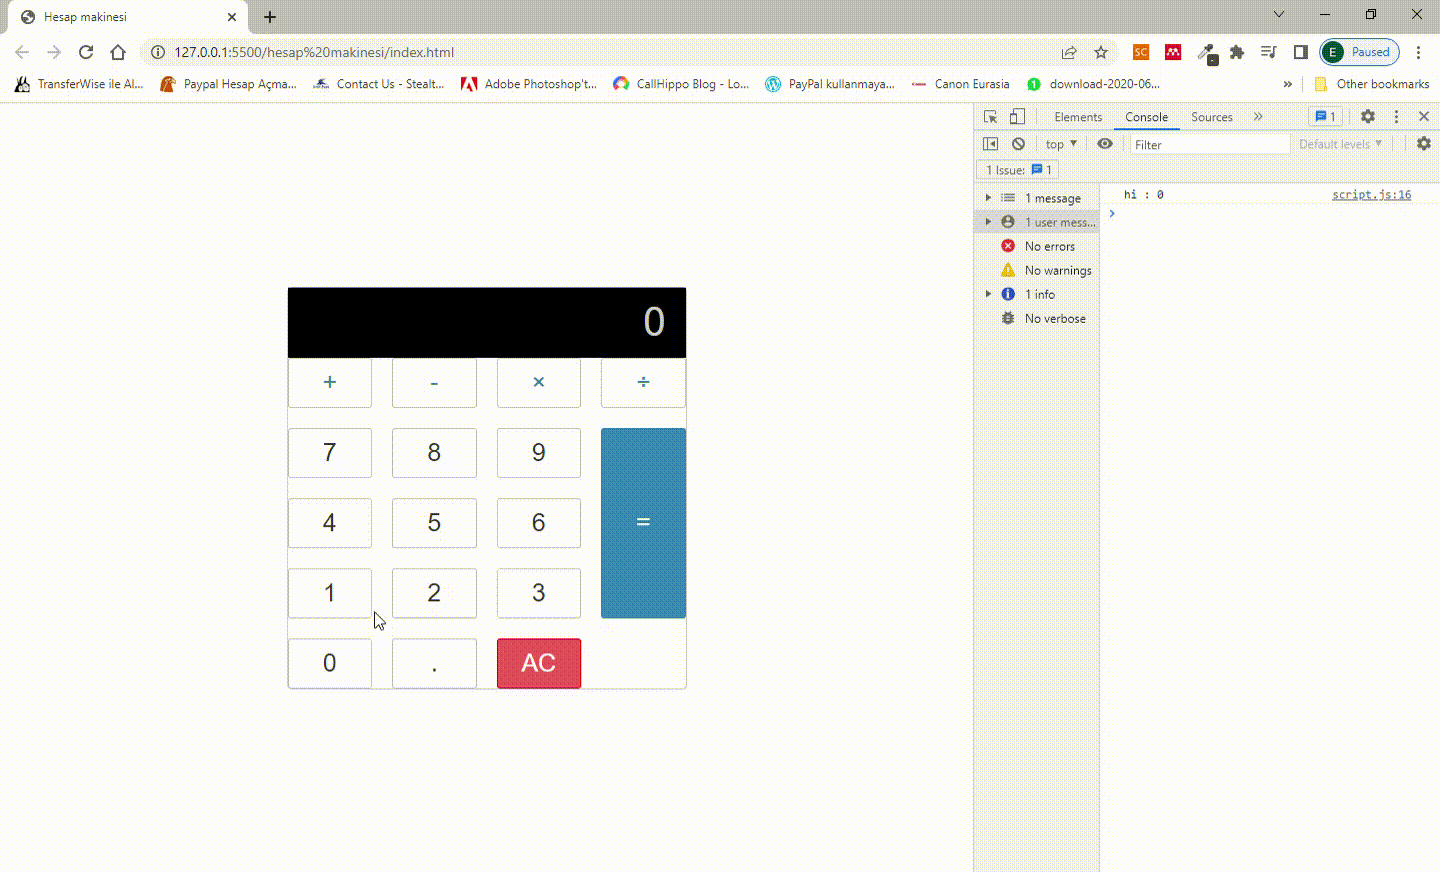 Hesap makinesi
127.0.0.1:5500/hesap%20makinesi/index.html
SC
E Paused
TransferWise ile Al... Paypal Hesap Açma... Contact Us - Stealt... Adobe Photoshop't... CallHippo Blog - Lo... PayPal kullanmaya... Canon Eurasia 1 download-2020-06... » Other bookmarks
Elements Console Sources » 1
top Filter Default levels
1 Issue: 1
1 message
1 user mess...
No errors
No warnings
1 info
No verbose
hi : 0 script.js:16
0
+ - × ÷
7 8 9
4 5 6 =
1 2 3
0 . AC